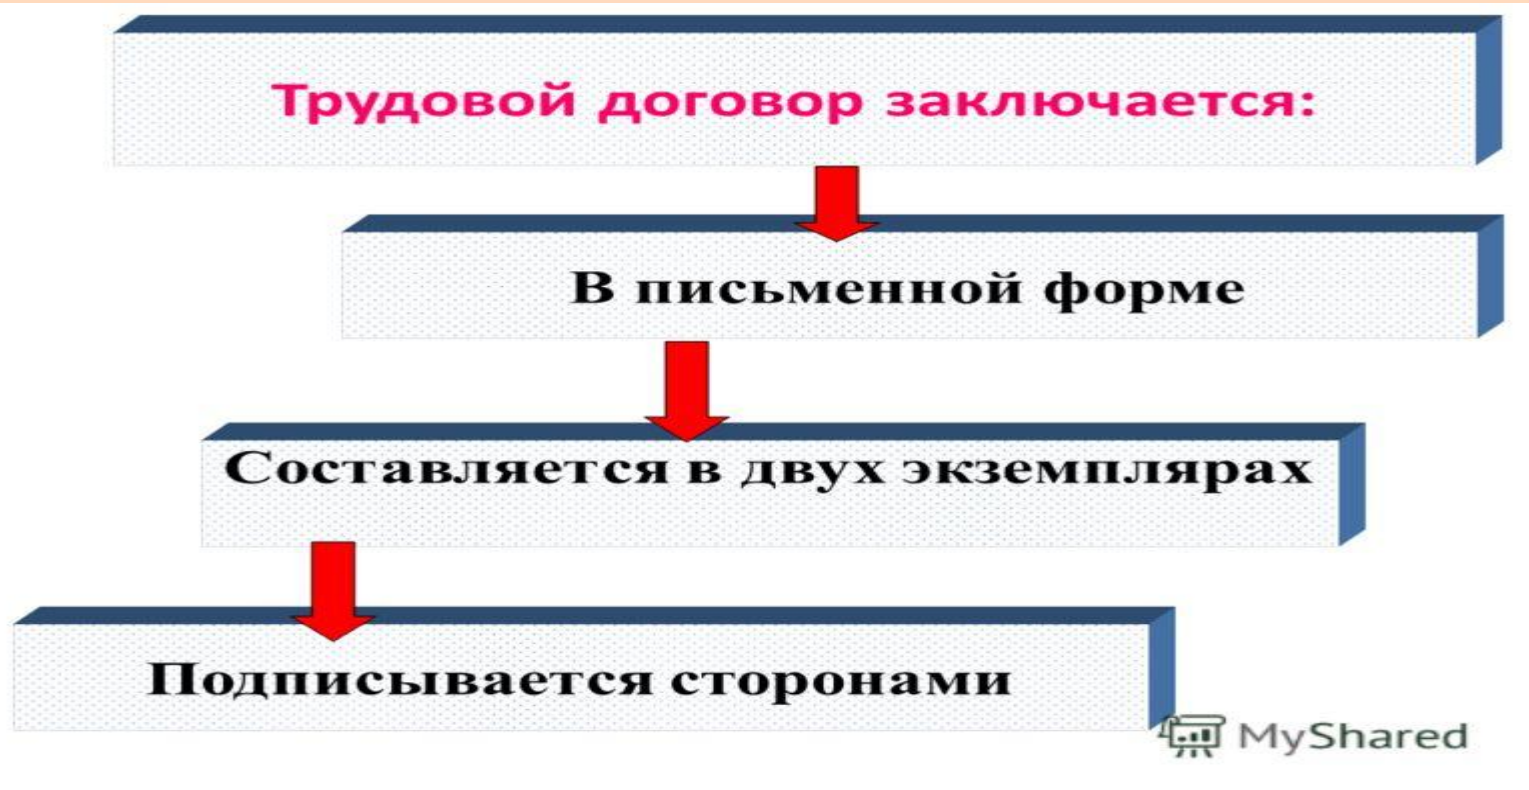 Трудовой договор заключается:
В письменной форме
Составляется в двух экземплярах
Подписывается сторонами
MyShared